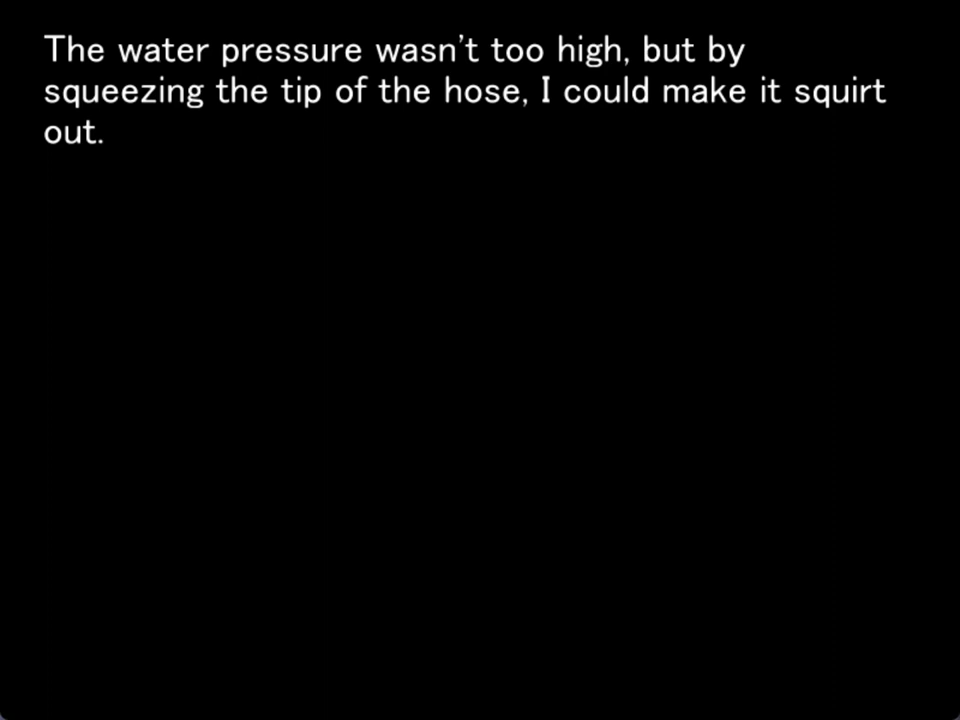 The water pressure wasn't too high, but by
squeezing the tip of the hose, I could make it squirt
out.